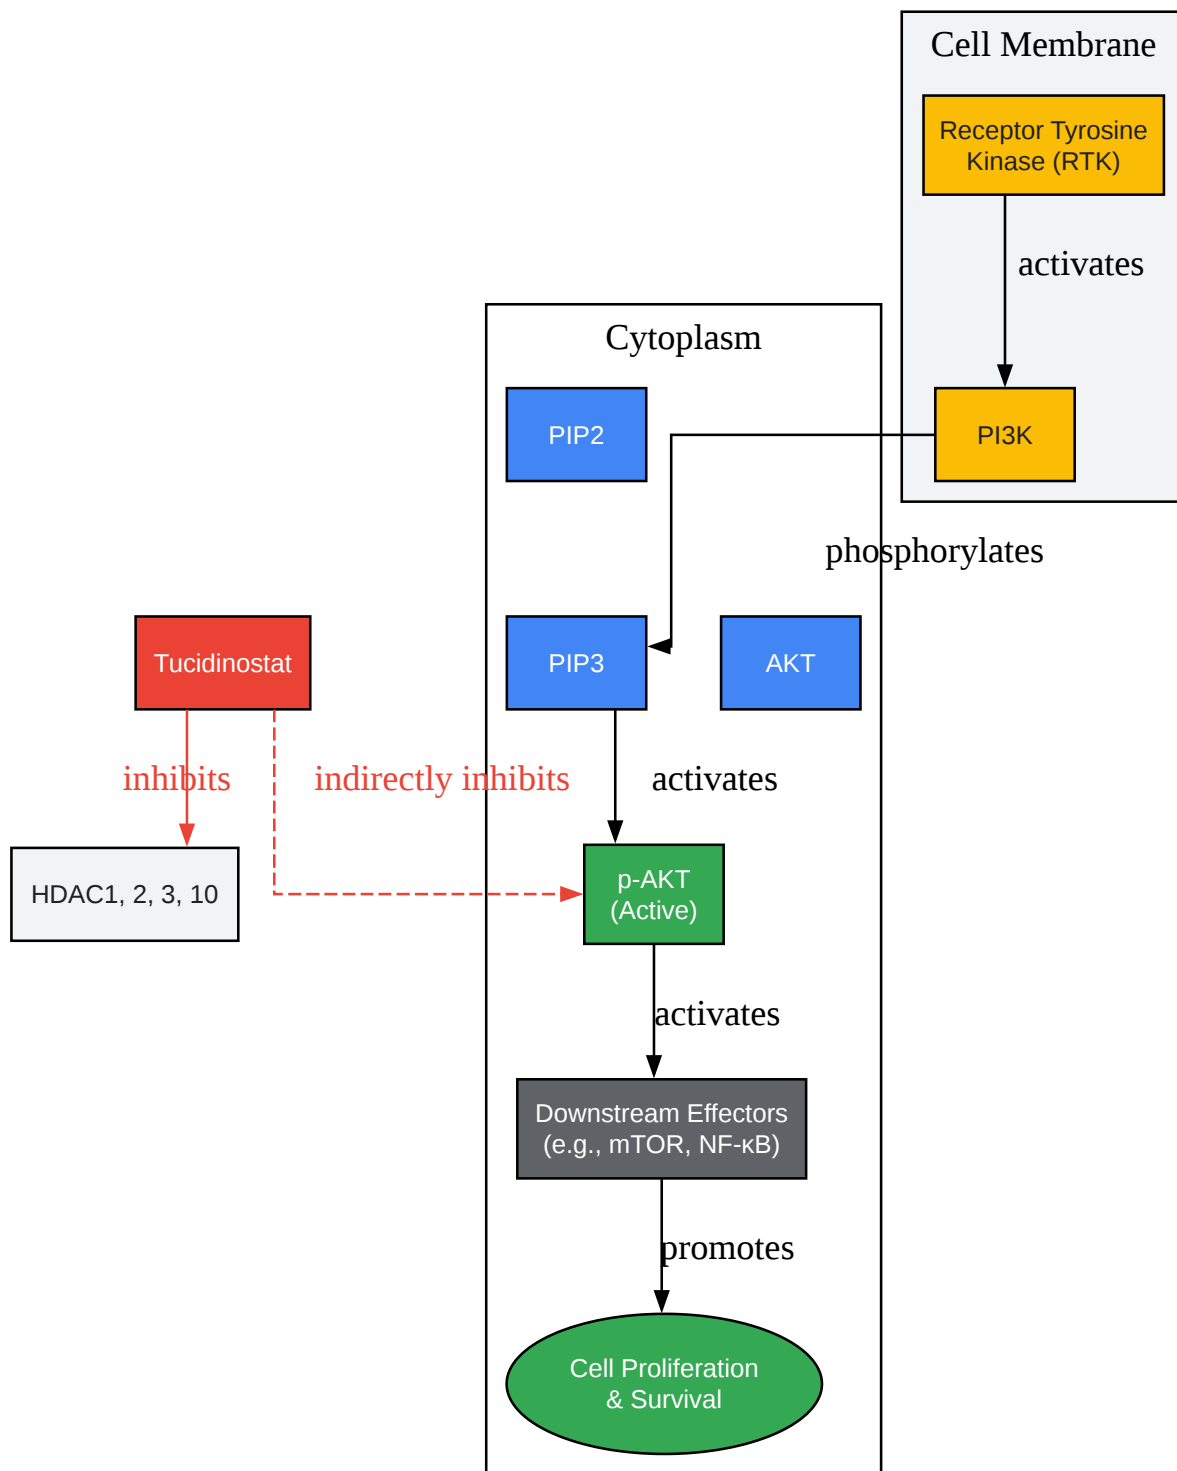 Cell Membrane
Receptor Tyrosine
Kinase (RTK)
activates
Cytoplasm
PIP2
PI3K
phosphorylates
Tucidinostat
PIP3
AKT
inhibits
indirectly inhibits
activates
HDAC1, 2, 3, 10
p-AKT
(Active)
activates
Downstream Effectors
(e.g., mTOR, NF-κB)
promotes
Cell Proliferation
& Survival